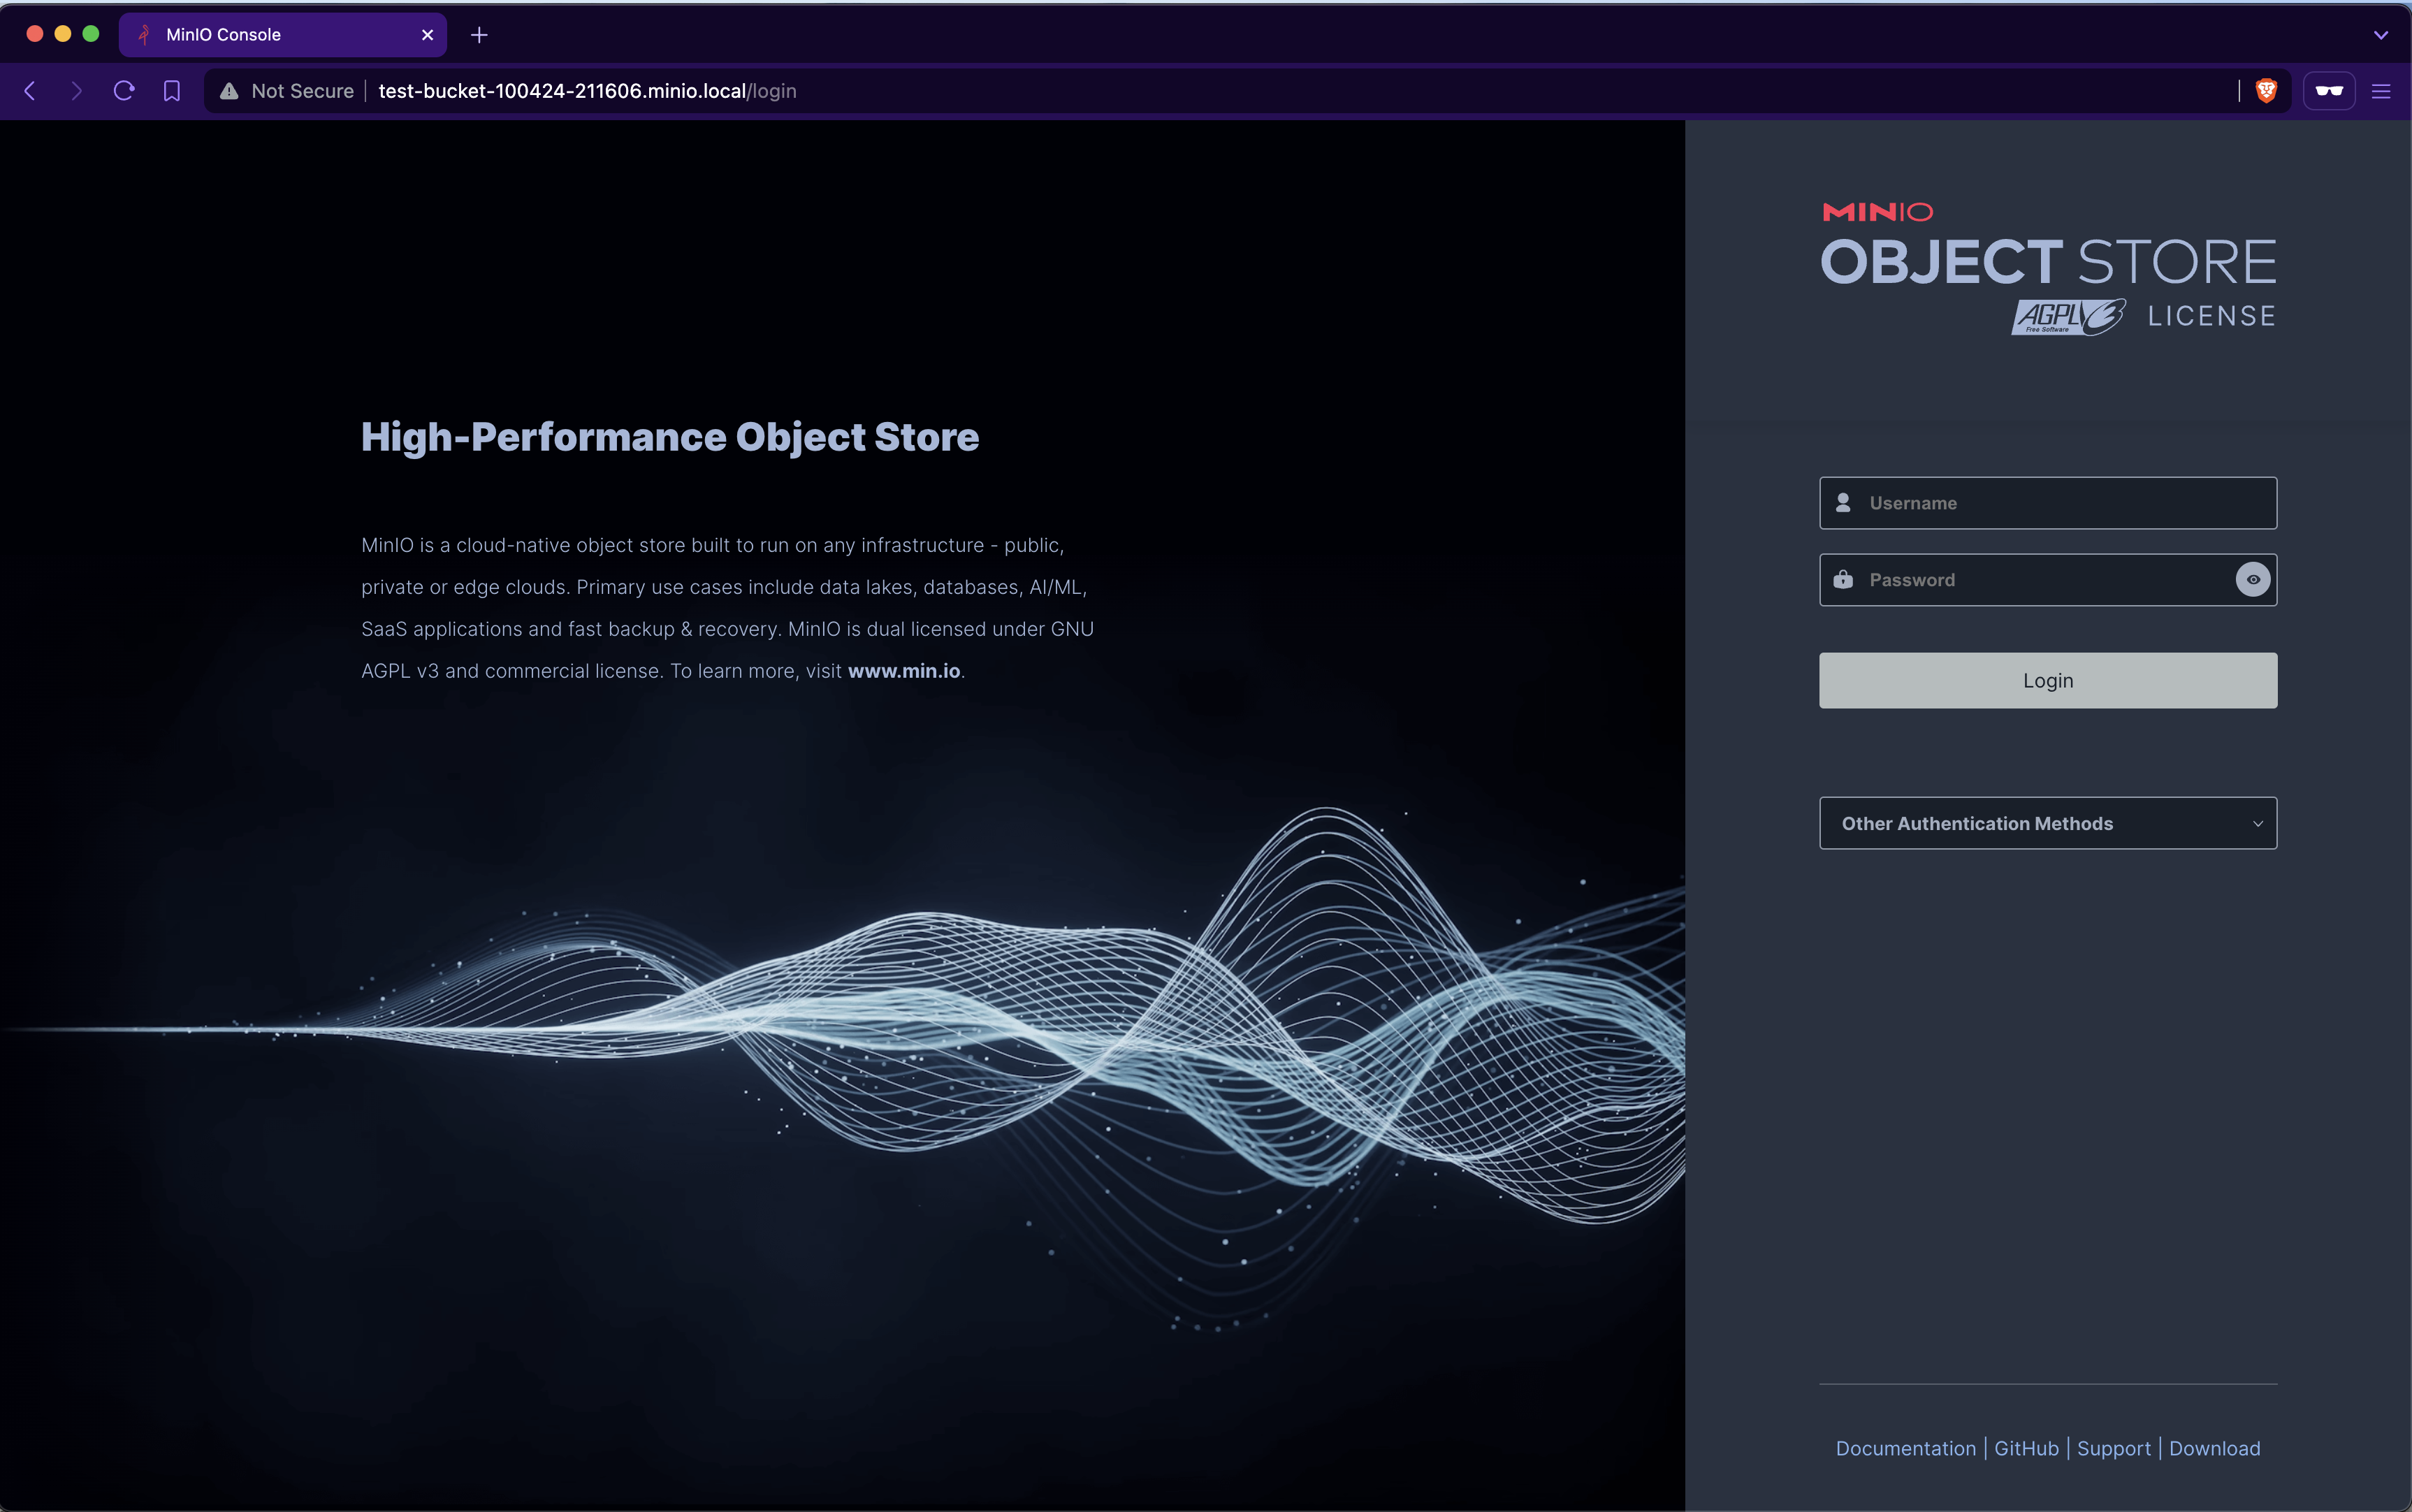 MinIO Console
Not Secure
test-bucket-100424-211606.minio.local/login
MINIO
OBJECT STORE
AGPL v3
Free Software
LICENSE
High-Performance Object Store
MinIO is a cloud-native object store built to run on any infrastructure - public,
private or edge clouds. Primary use cases include data lakes, databases, AI/ML,
SaaS applications and fast backup & recovery. MinIO is dual licensed under GNU
AGPL v3 and commercial license. To learn more, visit www.min.io.
Username
Password
Login
Other Authentication Methods
Documentation | GitHub | Support | Download